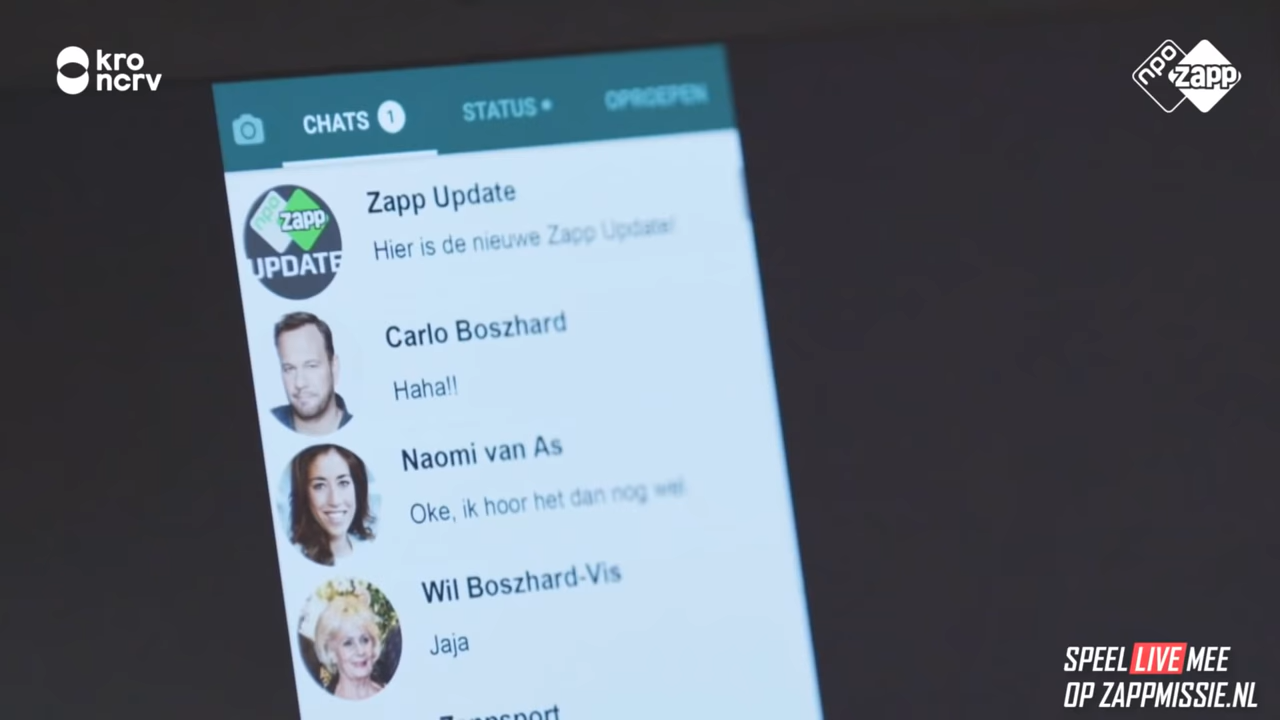 kro
ncrv
npo
zapp
CHATS 1
STATUS
OPROEPEN
npo
zapp
UPDATE
Zapp Update
Hier is de nieuwe Zapp Update!
Carlo Boszhard
Haha!!
Naomi van As
Oke, ik hoor het dan nog wel
Wil Boszhard-Vis
Jaja
Zappsport
SPEEL LIVE MEE
OP ZAPPMISSIE.NL